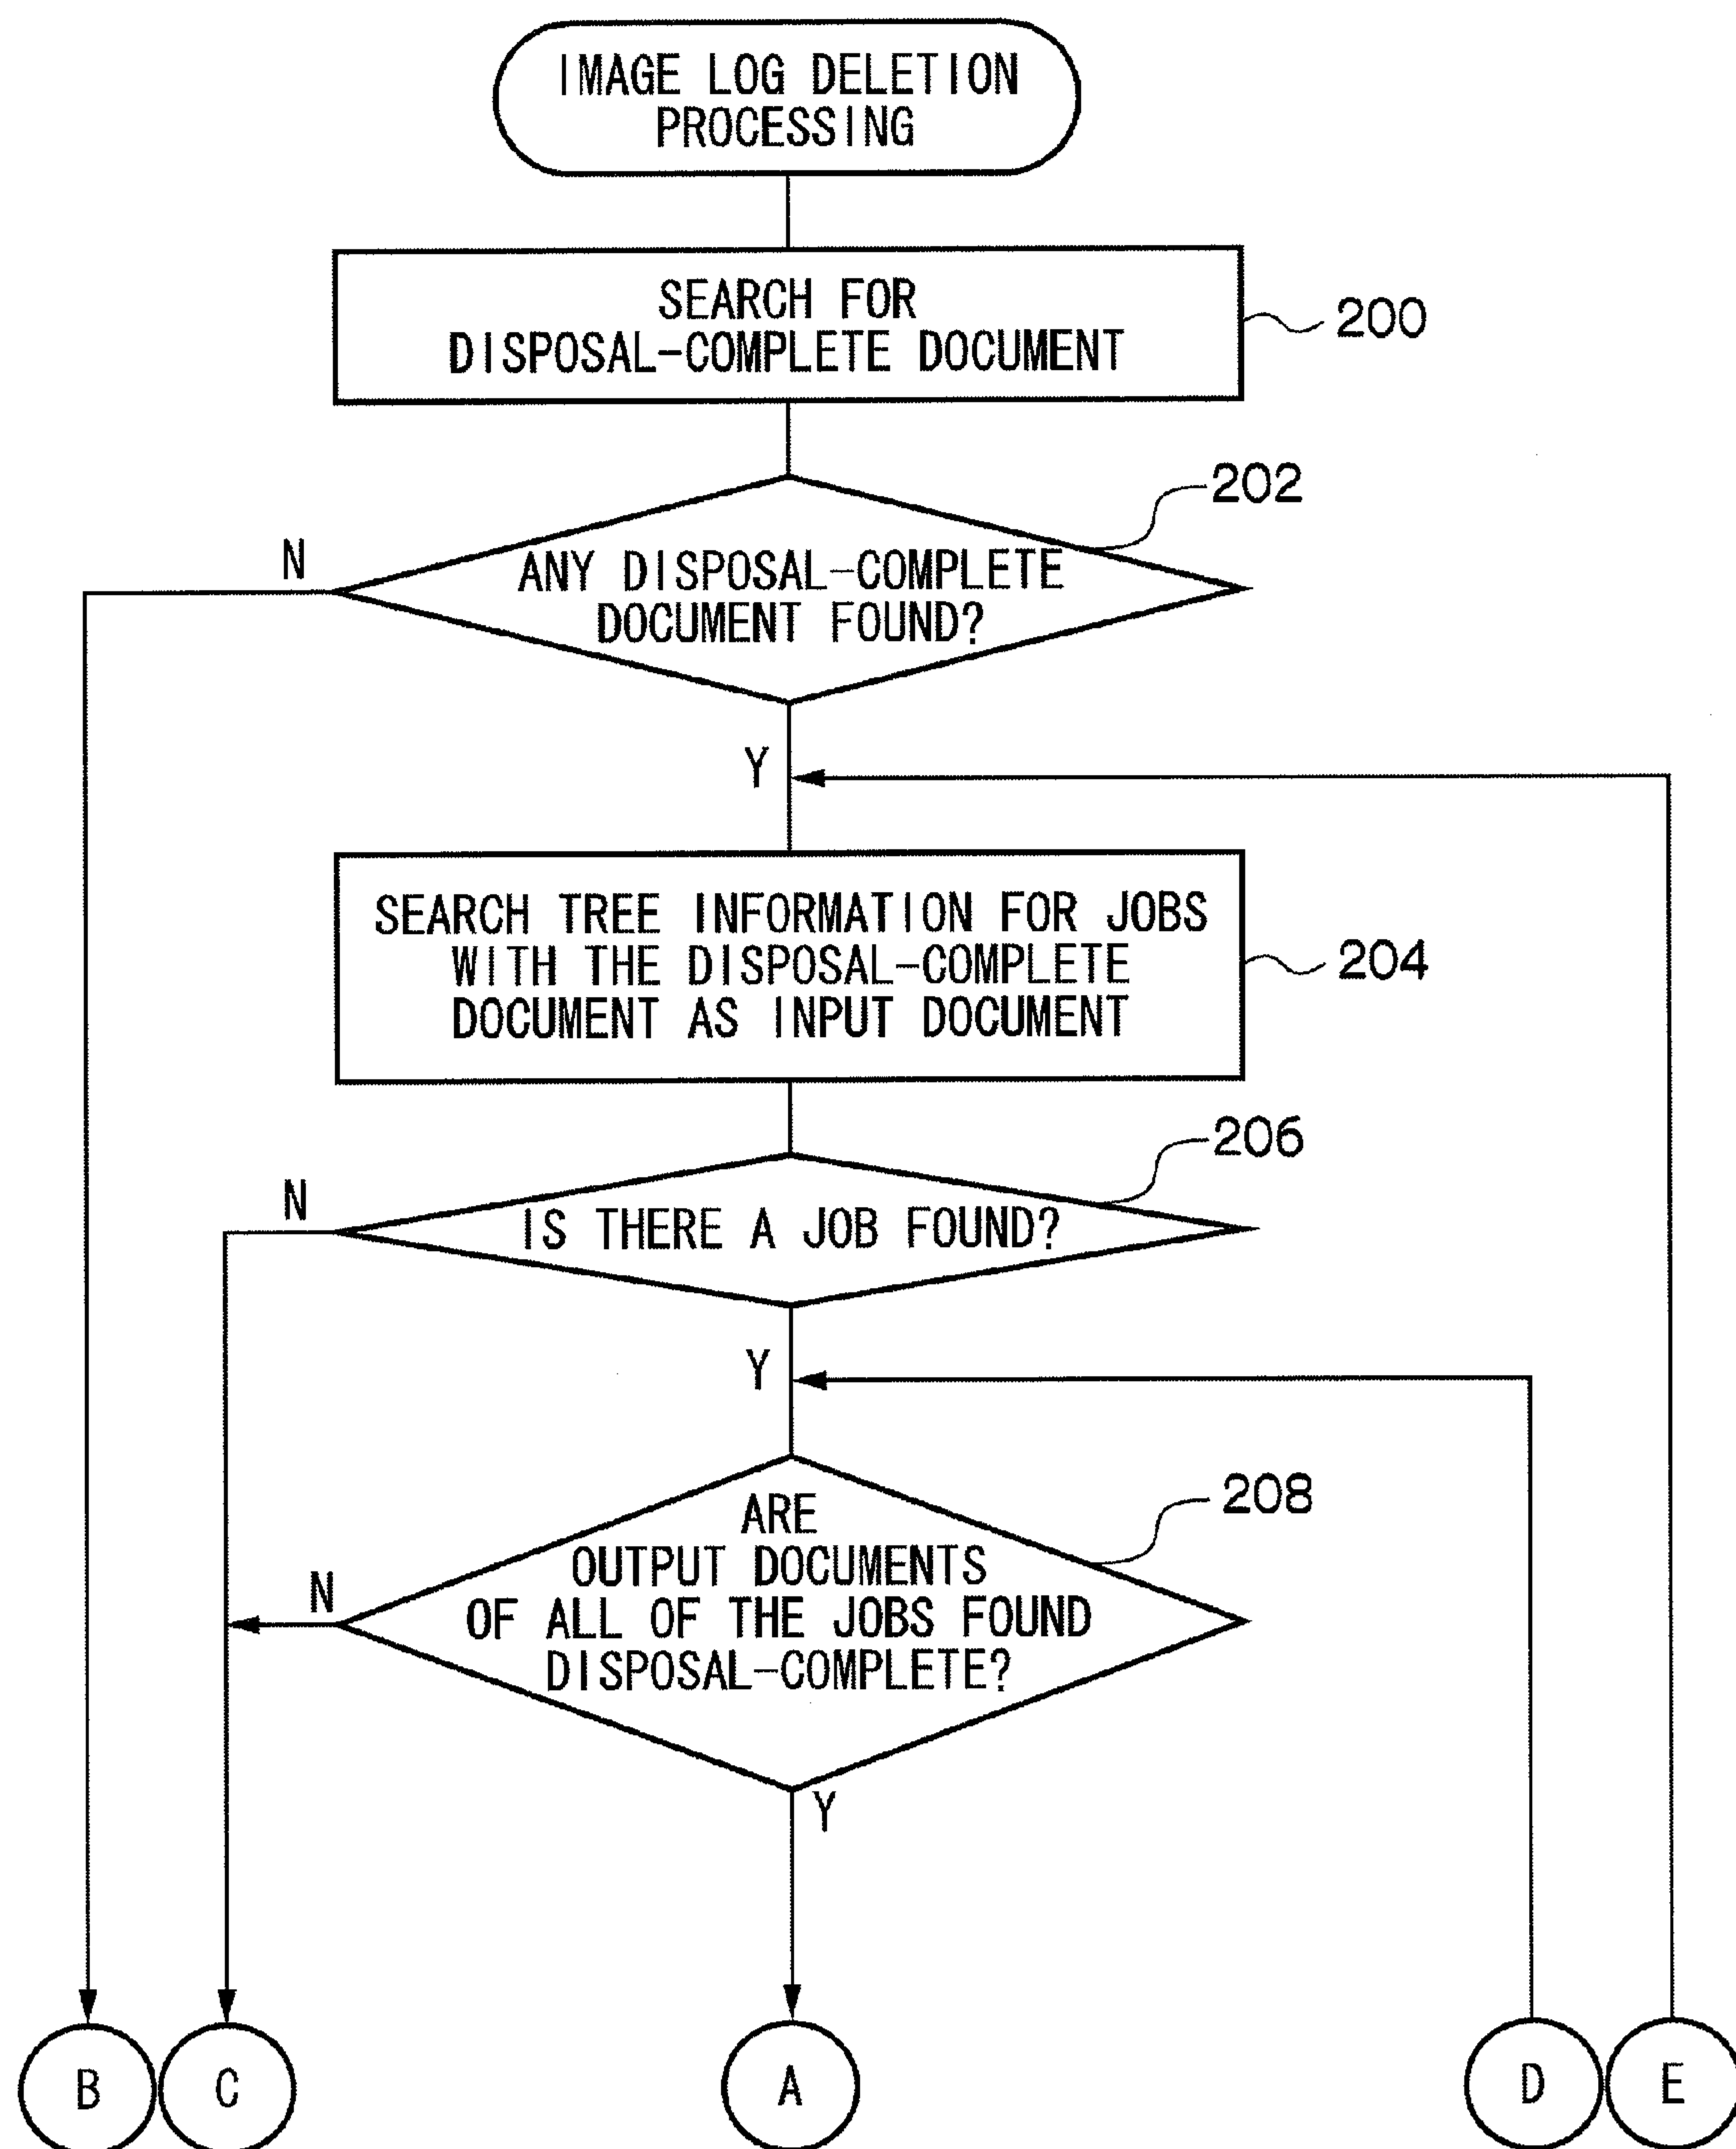 IMAGE LOG DELETION
PROCESSING
SEARCH FOR
DISPOSAL-COMPLETE DOCUMENT
200
202
N
ANY DISPOSAL-COMPLETE
DOCUMENT FOUND?
Y
SEARCH TREE INFORMATION FOR JOBS
WITH THE DISPOSAL-COMPLETE
DOCUMENT AS INPUT DOCUMENT
204
206
N
IS THERE A JOB FOUND?
Y
208
ARE
OUTPUT DOCUMENTS
OF ALL OF THE JOBS FOUND
DISPOSAL-COMPLETE?
N
Y
B
C
A
D
E